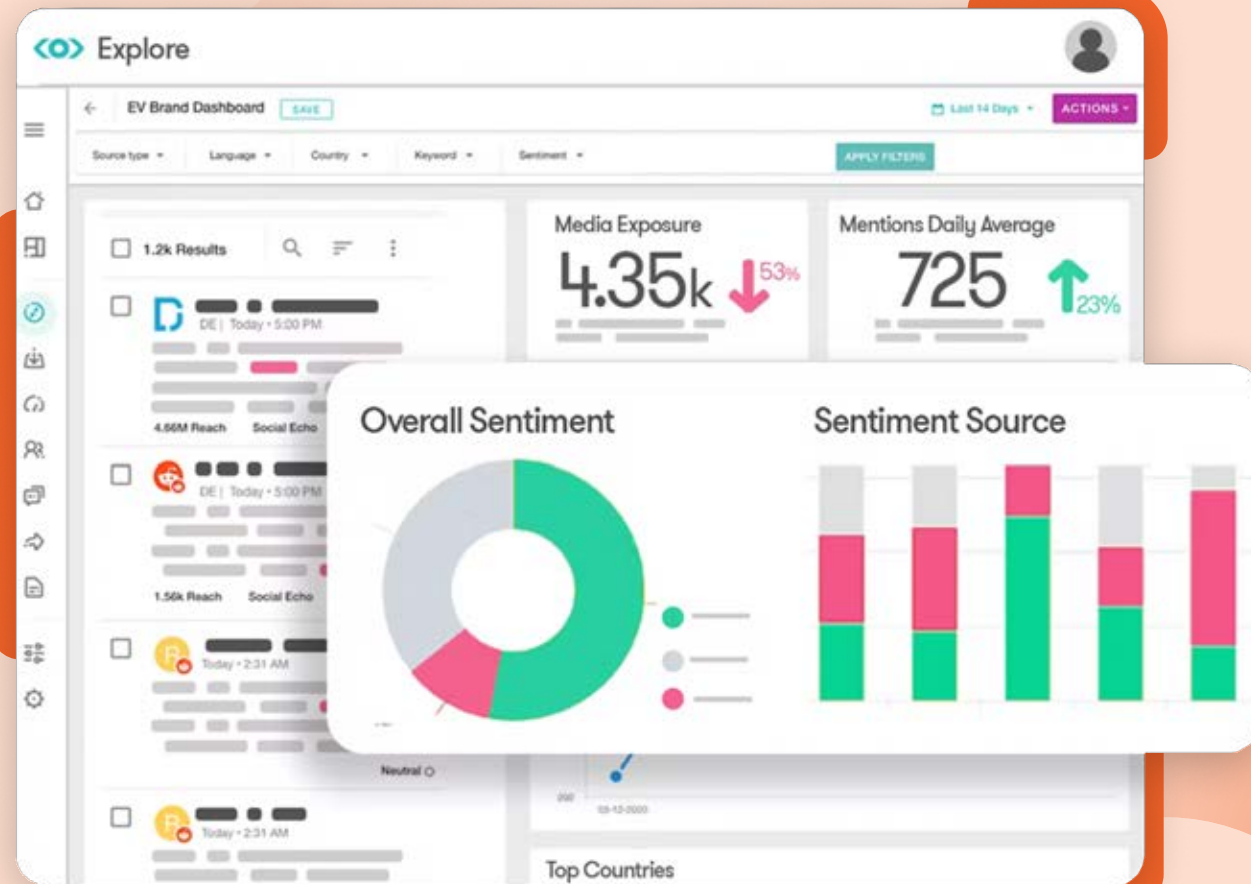 Explore
EV Brand Dashboard
SAVE
Last 14 Days
ACTIONS
Source type
Language
Country
Keyword
Sentiment
APPLY FILTERS
1.2k Results
DE | Today • 5:00 PM
4.66M Reach Social Echo
DE | Today • 5:00 PM
1.56k Reach Social Echo
Today • 2:31 AM
Neutral
Today • 2:31 AM
Media Exposure
4.35k 53%
Mentions Daily Average
725 23%
Overall Sentiment
Sentiment Source
Top Countries